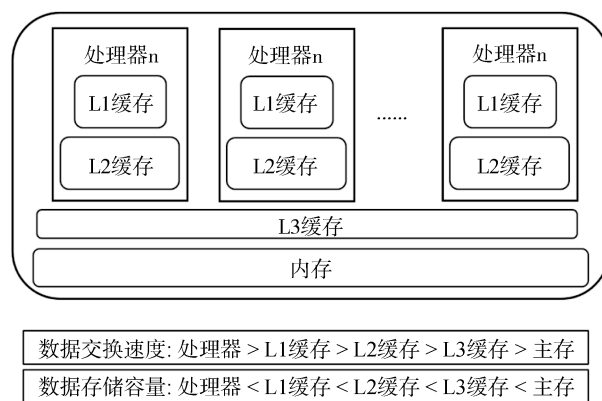 处理器n
L1缓存
L2缓存
处理器n
L1缓存
L2缓存
......
处理器n
L1缓存
L2缓存
L3缓存
内存
数据交换速度: 处理器 > L1缓存 > L2缓存 > L3缓存 > 主存
数据存储容量: 处理器 < L1缓存 < L2缓存 < L3缓存 < 主存